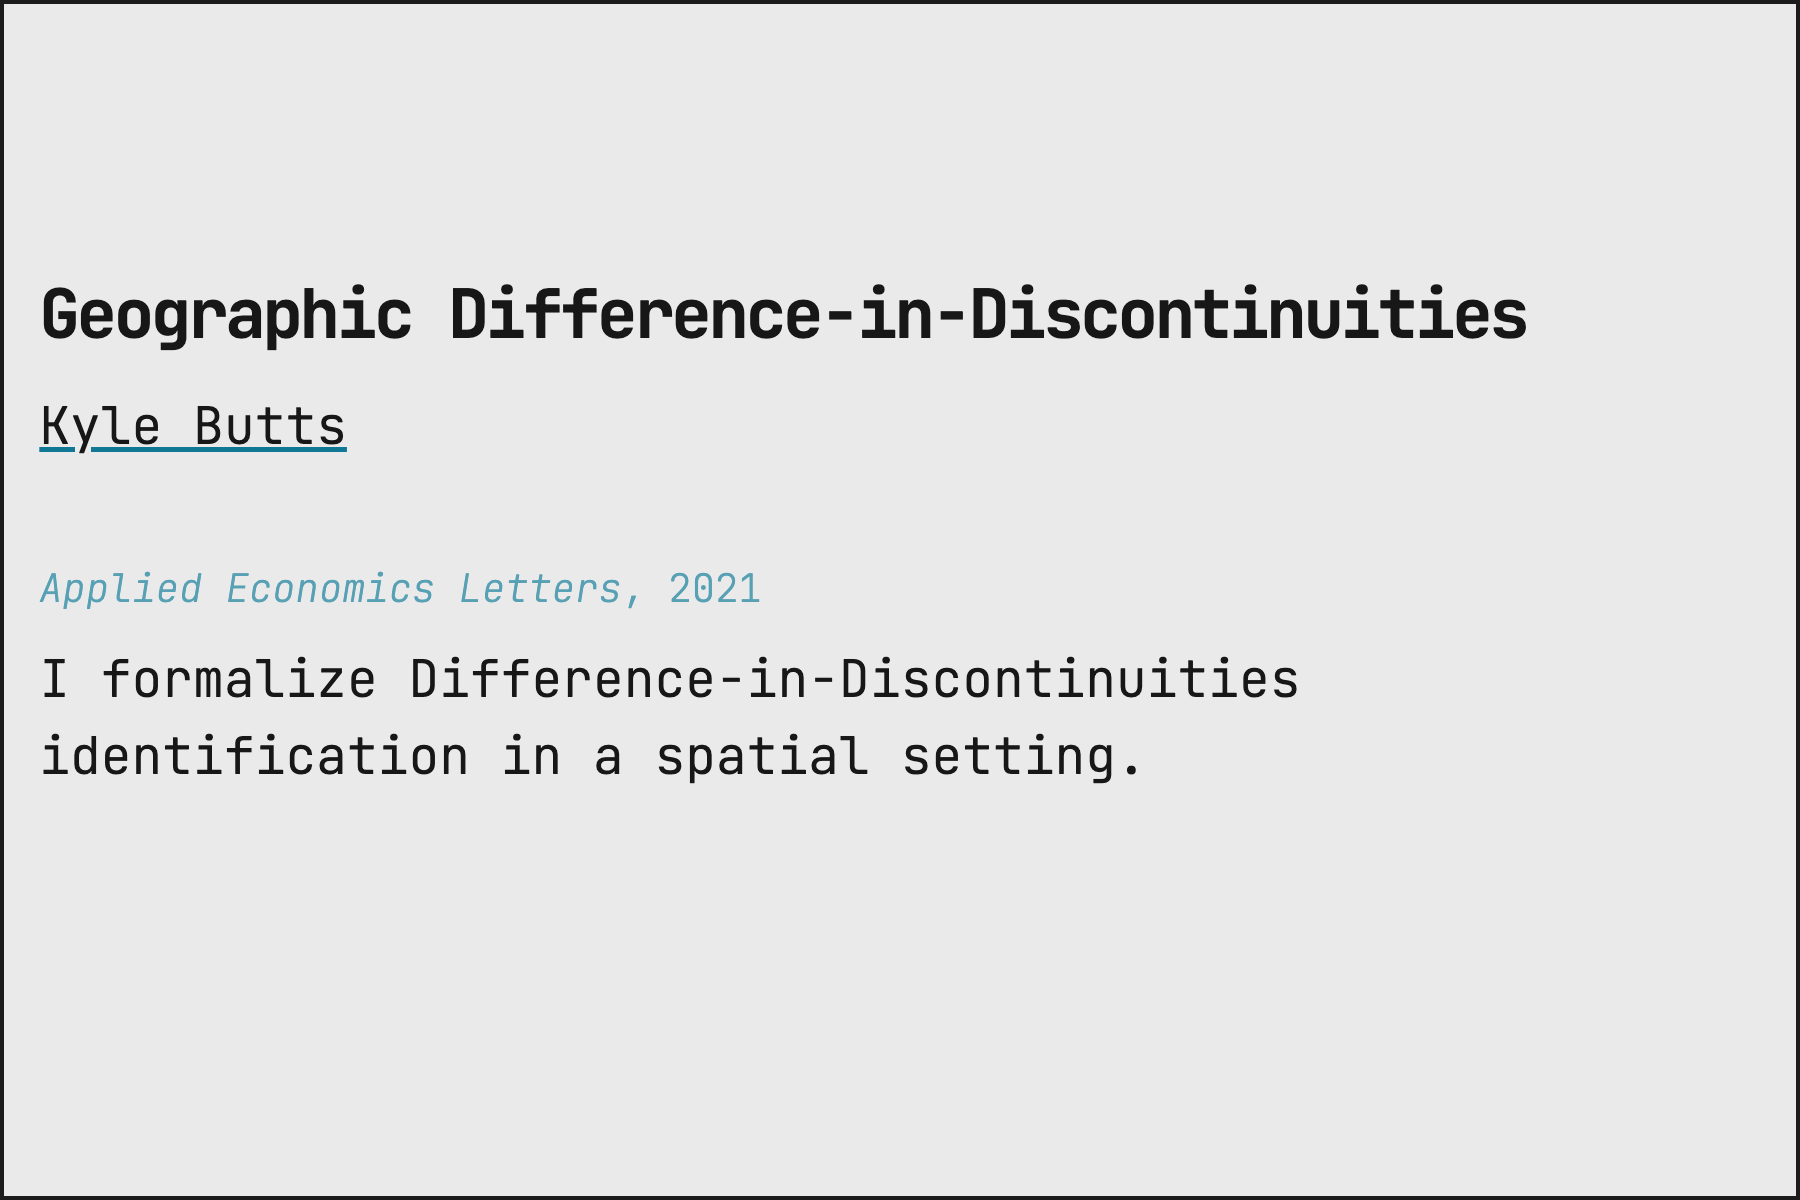 Geographic Difference-in-Discontinuities
Kyle Butts
Applied Economics Letters, 2021
I formalize Difference-in-Discontinuities
identification in a spatial setting.